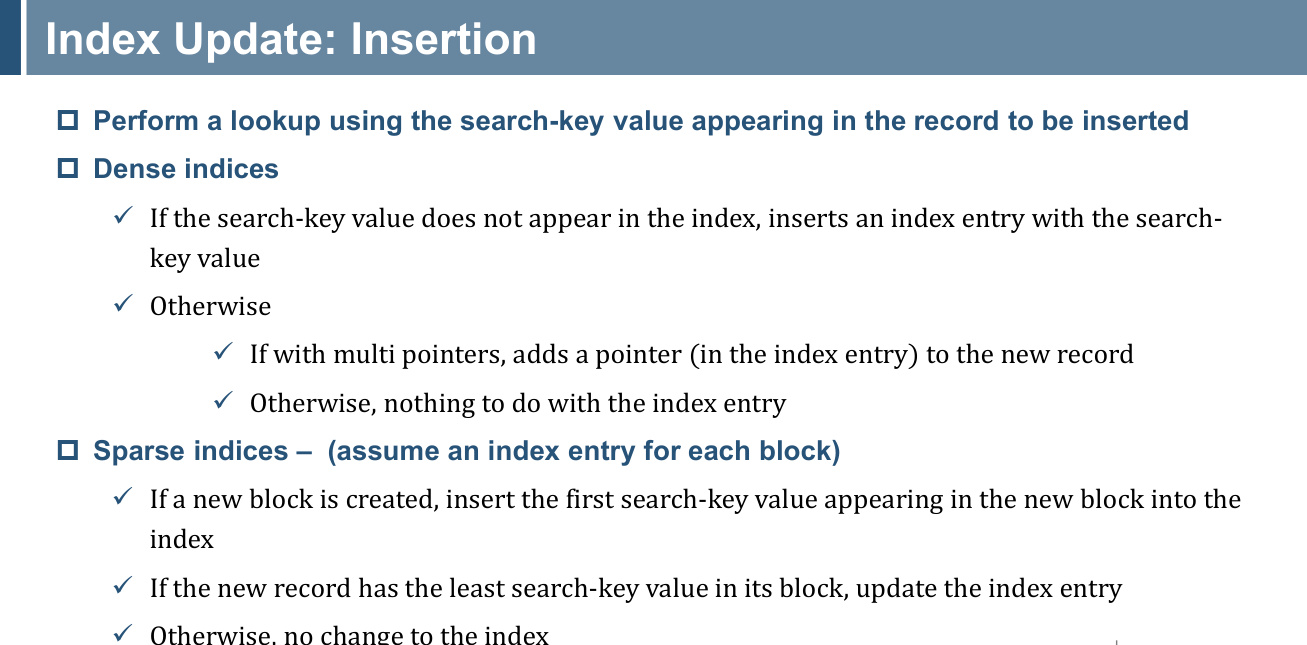 Index Update: Insertion
Perform a lookup using the search-key value appearing in the record to be inserted
Dense indices
If the search-key value does not appear in the index, inserts an index entry with the search-
key value
Otherwise
If with multi pointers, adds a pointer (in the index entry) to the new record
Otherwise, nothing to do with the index entry
Sparse indices – (assume an index entry for each block)
If a new block is created, insert the first search-key value appearing in the new block into the
index
If the new record has the least search-key value in its block, update the index entry
Otherwise, no change to the index